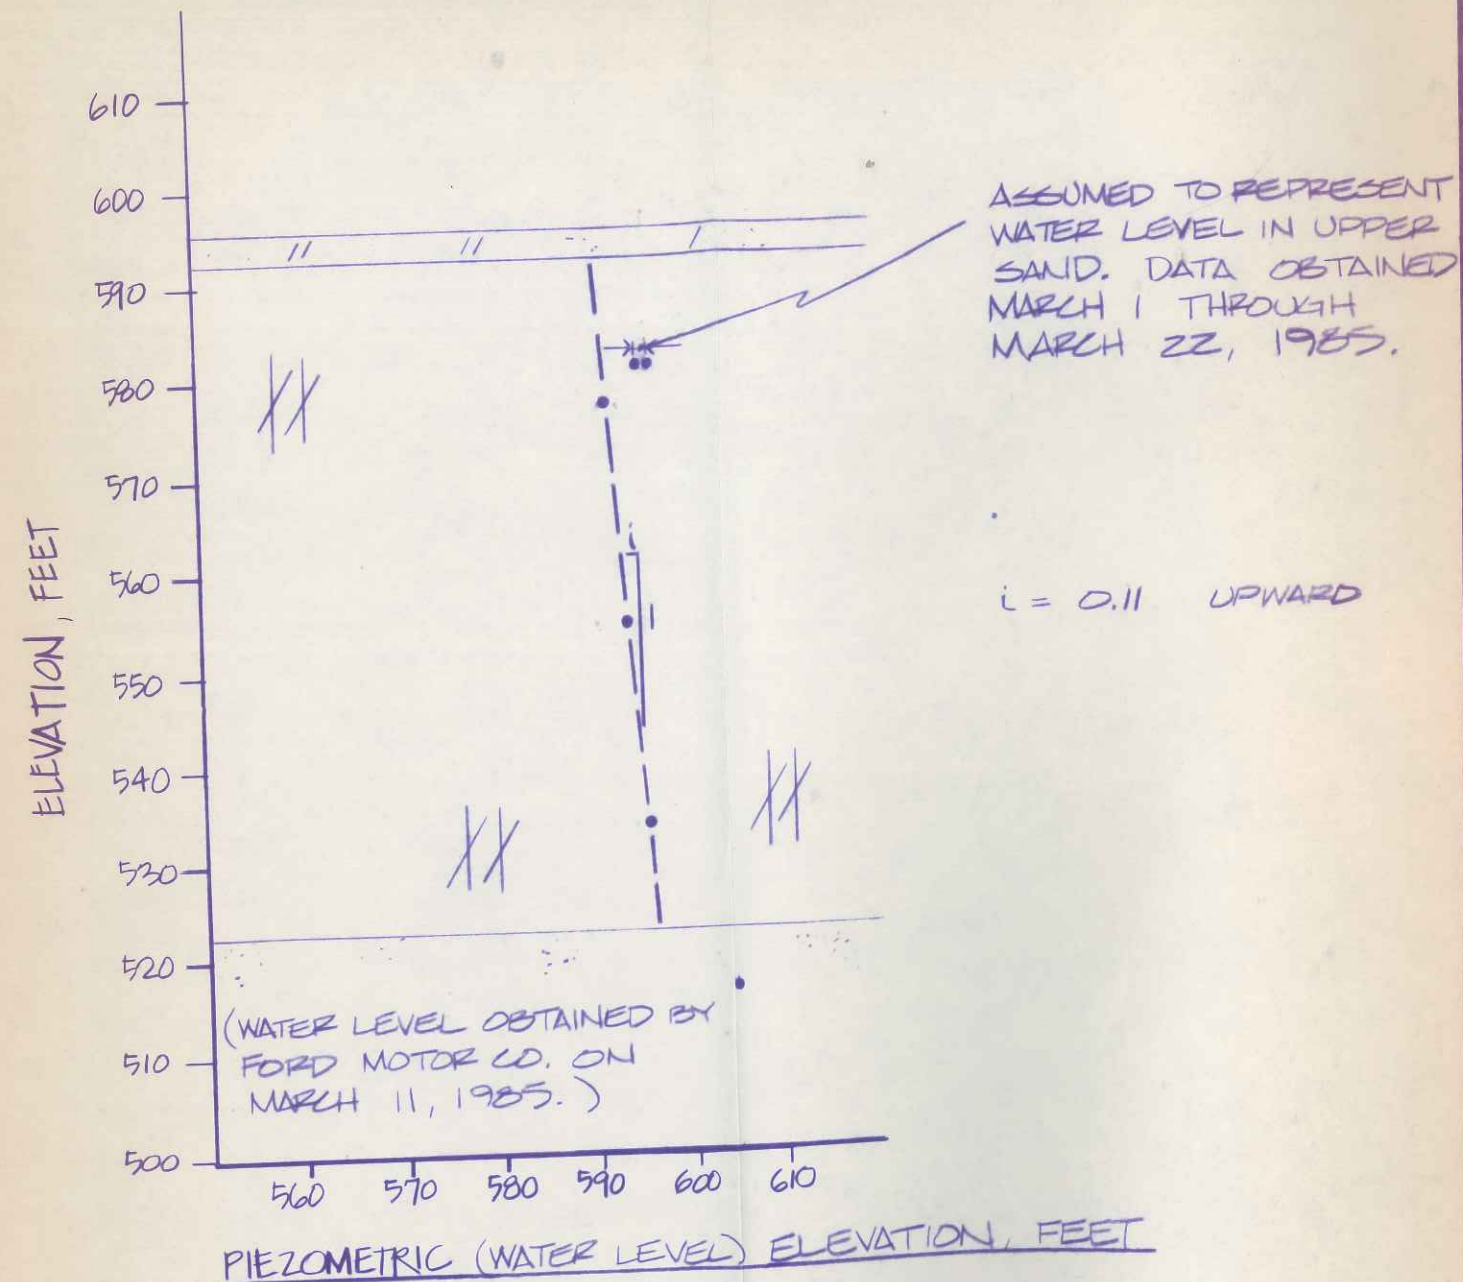 610
600
590
580
570
560
550
540
530
520
510
500
ELEVATION, FEET
ASSUMED TO REPRESENT
WATER LEVEL IN UPPER
SAND. DATA OBTAINED
MARCH 1 THROUGH
MARCH 22, 1985.
i
1
i = 0.11 UPWARD
(WATER LEVEL OBTAINED BY
FORD MOTOR CO. ON
MARCH 11, 1985.)
560 570 580 590 600 610
PIEZOMETRIC (WATER LEVEL) ELEVATION, FEET